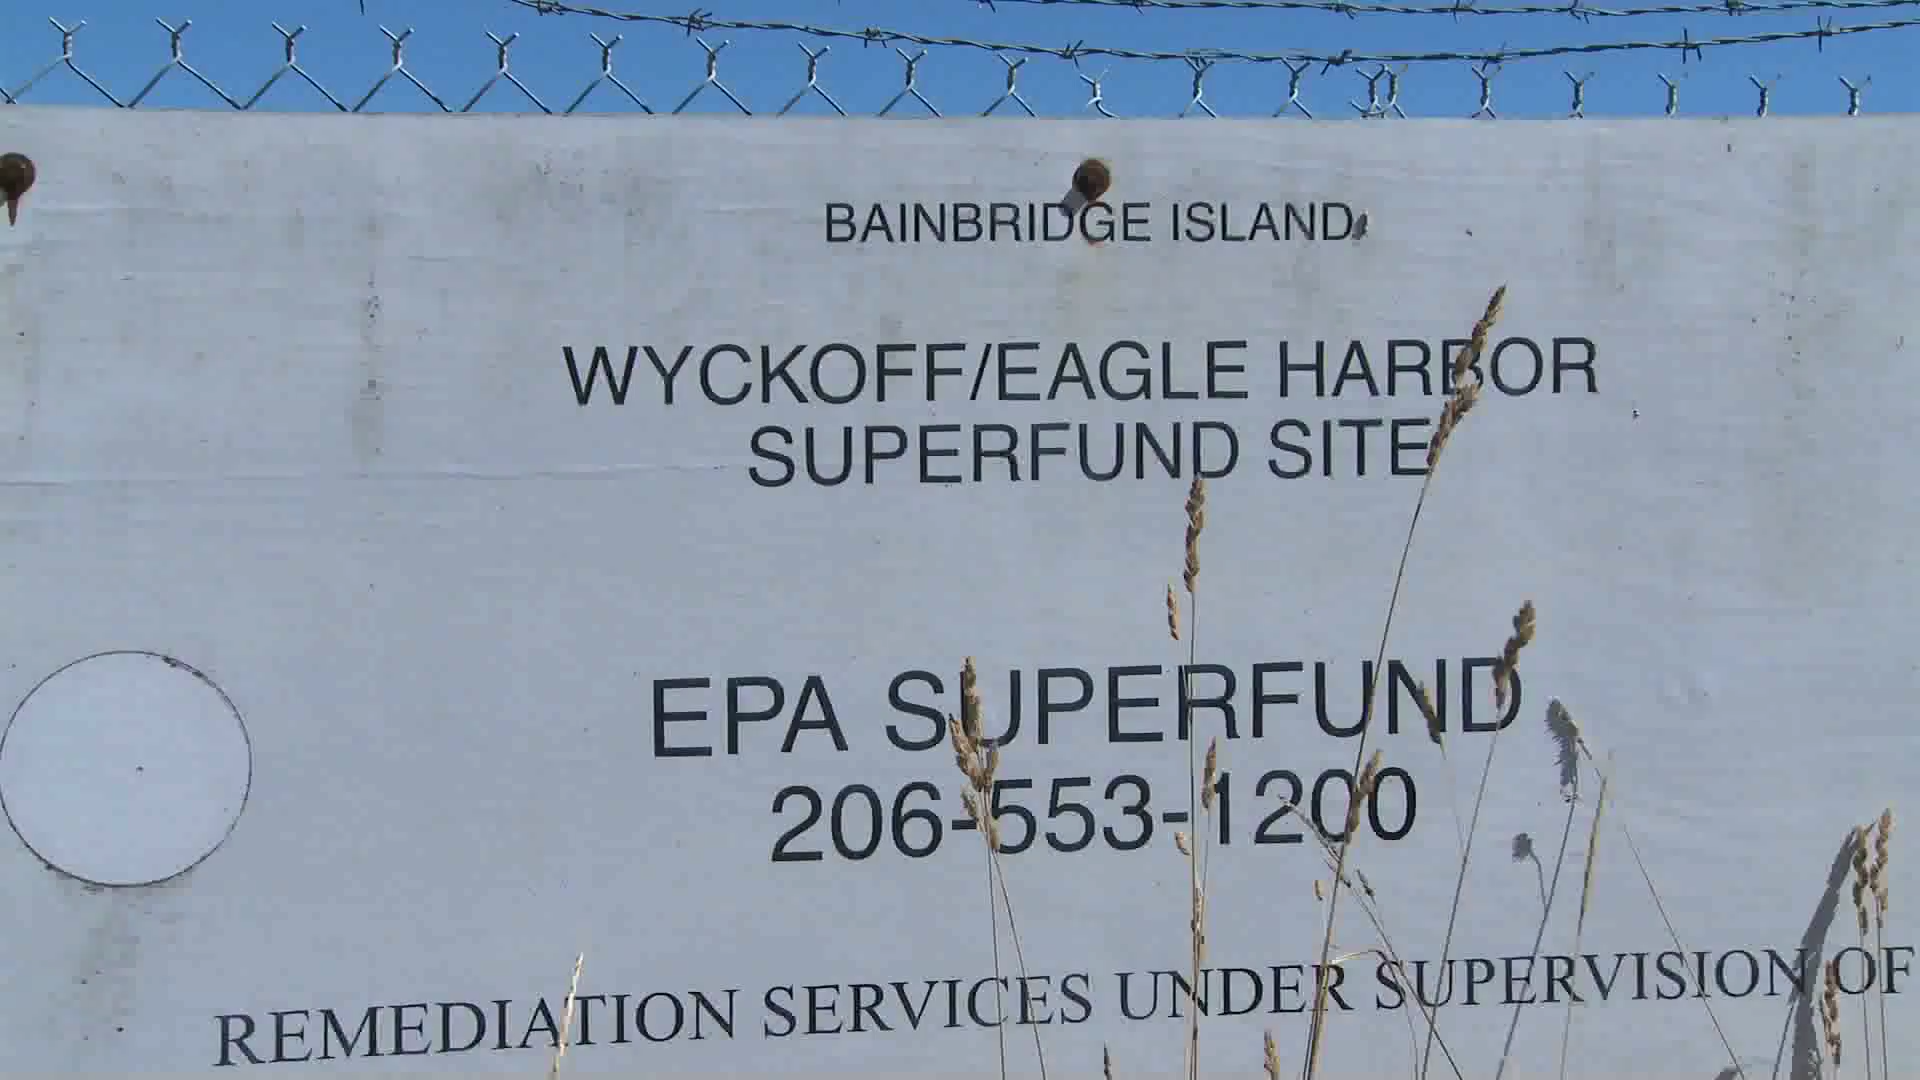 BAINBRIDGE ISLAND
WYCKOFF/EAGLE HARBOR
SUPERFUND SITE
EPA SUPERFUND
206-553-1200
REMEDIATION SERVICES UNDER SUPERVISION OF